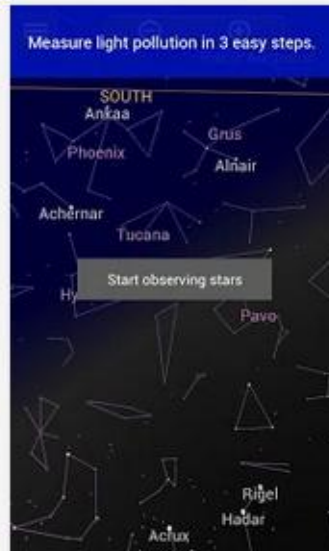 Measure light pollution in 3 easy steps.
SOUTH
Ankaa
Grus
Phoenix
Alnair
Achernar
Tucana
Start observing stars
Hy
Pavo
Rigel
Hadar
Acrux